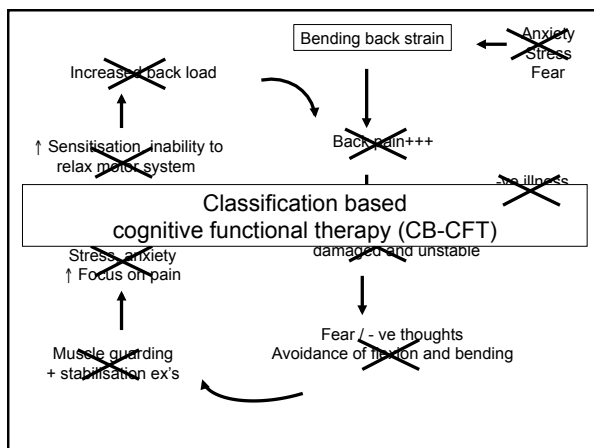 Bending back strain
Anxiety
Stress
Fear
Increased back load
Back pain+++
↑ Sensitisation, inability to
relax motor system
-ve illness
Classification based
cognitive functional therapy (CB-CFT)
damaged and unstable
Stress, anxiety
↑ Focus on pain
Fear / - ve thoughts
Avoidance of flexion and bending
Muscle guarding
+ stabilisation ex's